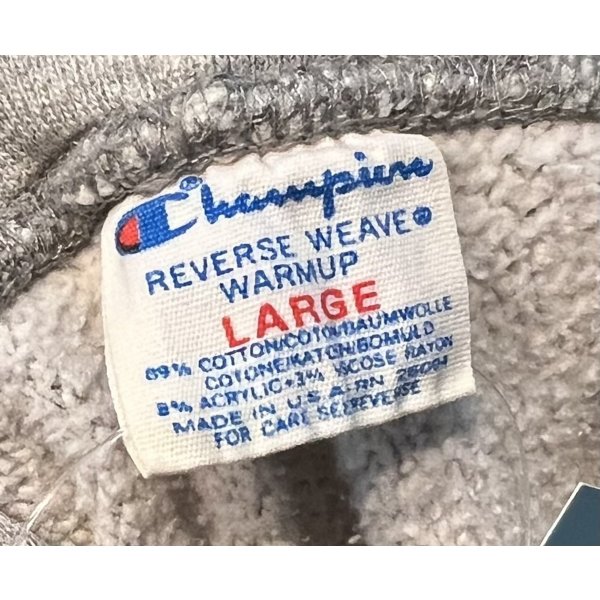 Champion
REVERSE WEAVE®
WARMUP
LARGE
89% COTTON/COTON/BAUMWOLLE
COTONE/KATOEN/BOMULD
8% ACRYLIC•3% VISCOSE RAYON
MADE IN U.S.A.•RN 26094
FOR CARE SEE REVERSE